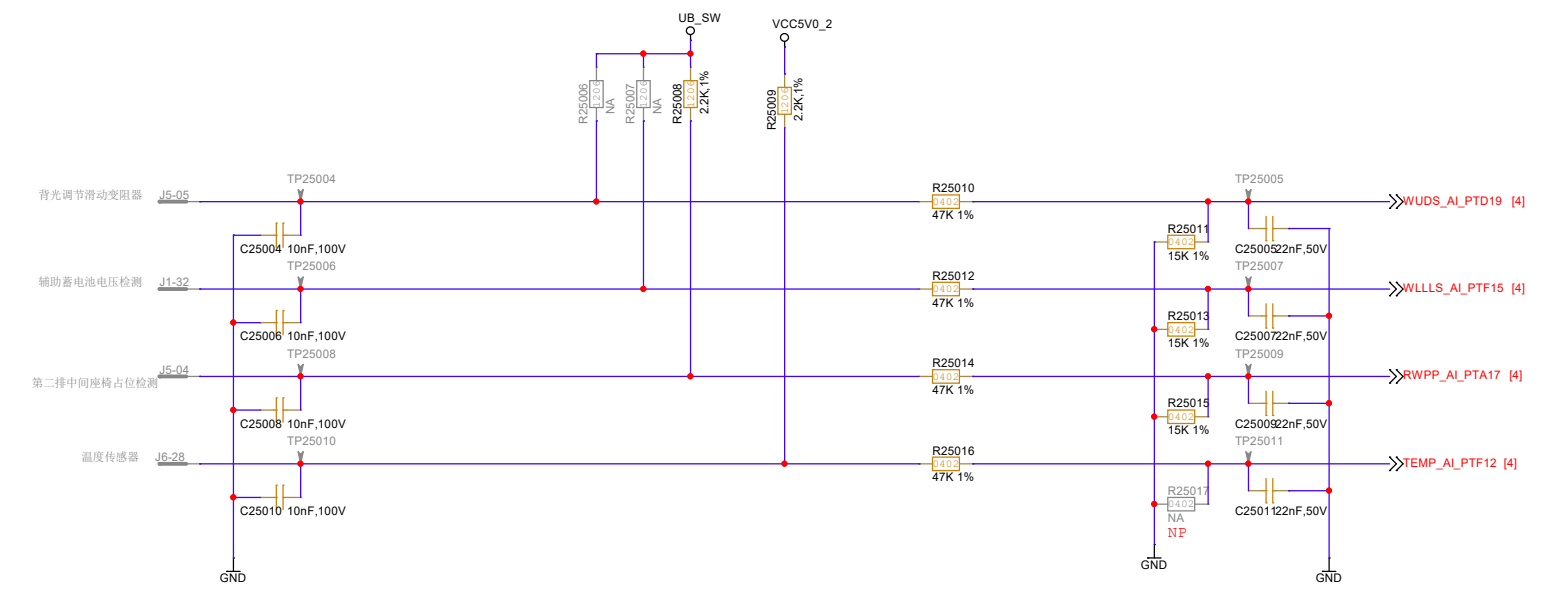 UB_SW
VCC5V0_2
R25006
1206
NA
R25007
1206
NA
R25008
1206
2.2K,1%
R25009
1206
2.2K,1%
背光调节滑动变阻器
J5-05
TP25004
R25010
0402
47K 1%
TP25005
WUDS_AI_PTD19 [4]
C25004 10nF,100V
R25011
0402
15K 1%
C25005 22nF,50V
辅助蓄电池电压检测
J1-32
TP25006
R25012
0402
47K 1%
TP25007
WLLLS_AI_PTF15 [4]
C25006 10nF,100V
R25013
0402
15K 1%
C25007 22nF,50V
第二排中间座椅占位检测
J5-04
TP25008
R25014
0402
47K 1%
TP25009
RWPP_AI_PTA17 [4]
C25008 10nF,100V
R25015
0402
15K 1%
C25009 22nF,50V
温度传感器
J6-28
TP25010
R25016
0402
47K 1%
TP25011
TEMP_AI_PTF12 [4]
C25010 10nF,100V
R25017
0402
NA
NP
C25011 22nF,50V
GND
GND
GND